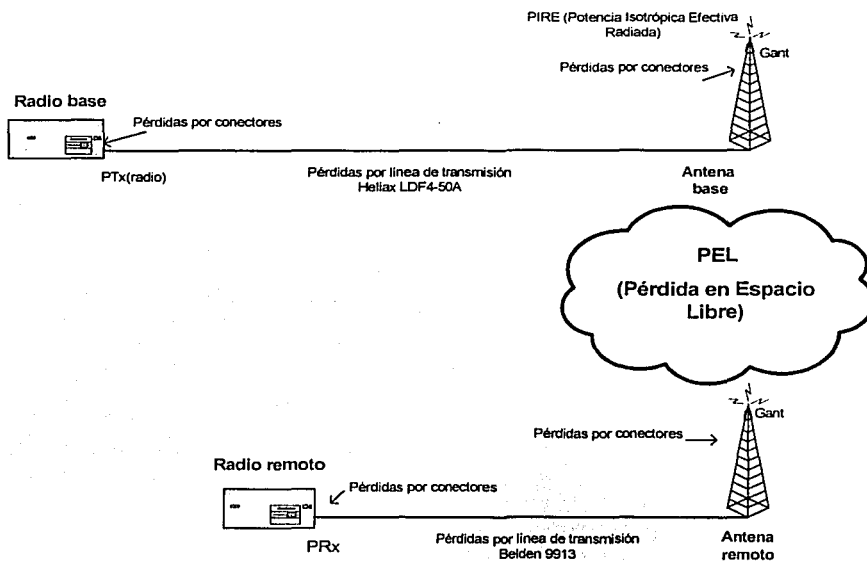 PIRE (Potencia Isotrópica Efectiva
Radiada)
Gant
Pérdidas por conectores
Radio base
Pérdidas por conectores
PTx(radio)
Pérdidas por línea de transmisión
Heliax LDF4-50A
Antena
base
PEL
(Pérdida en Espacio
Libre)
Gant
Pérdidas por conectores
Radio remoto
Pérdidas por conectores
PRx
Pérdidas por línea de transmisión
Belden 9913
Antena
remoto